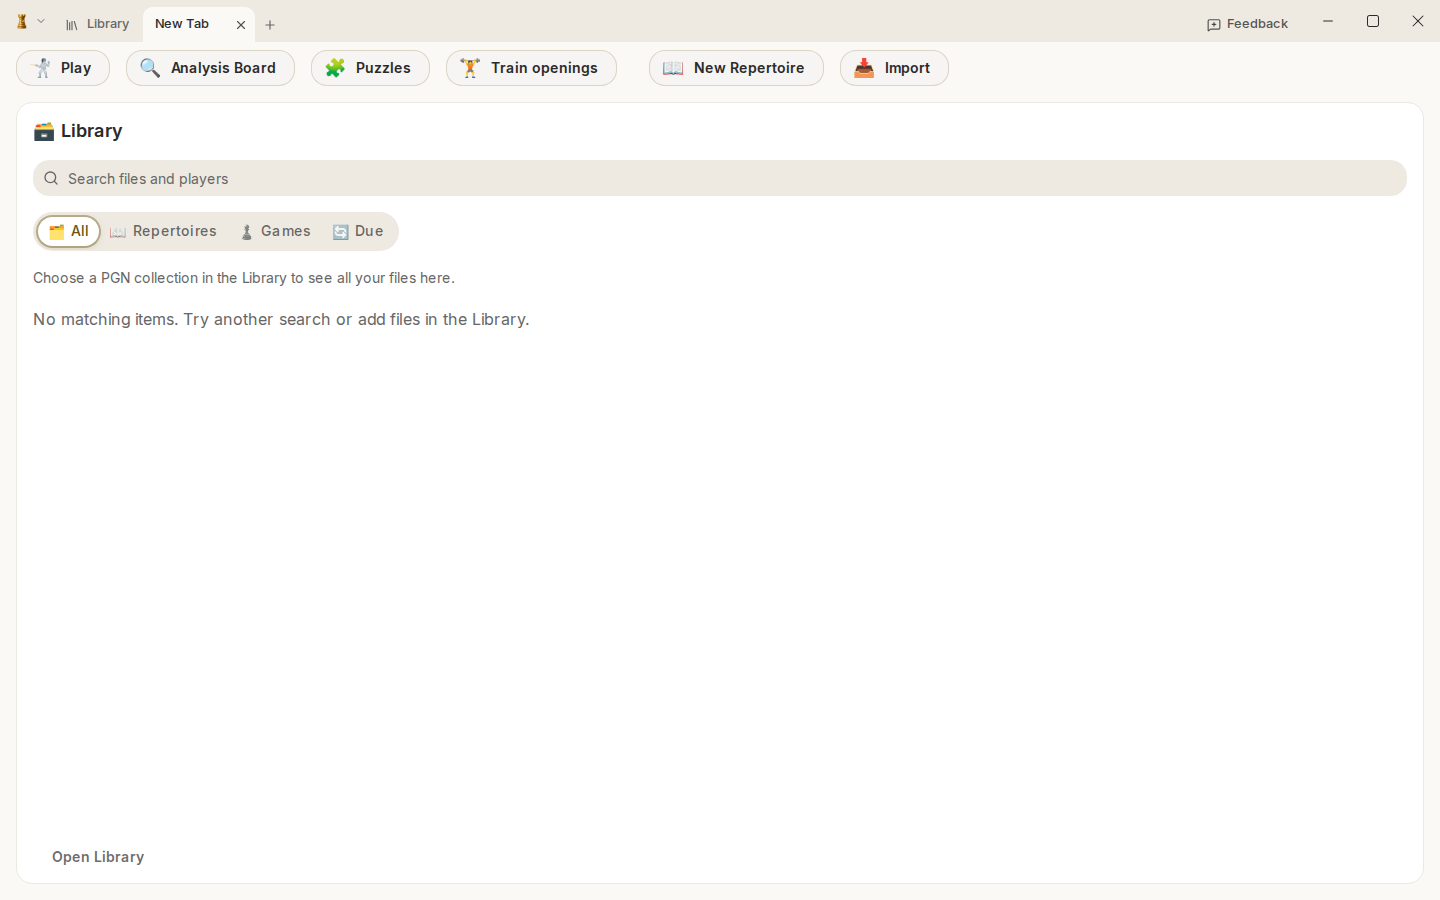 Library
New Tab
Feedback
Play
Analysis Board
Puzzles
Train openings
New Repertoire
Import
Library
Search files and players
All
Repertoires
Games
Due
Choose a PGN collection in the Library to see all your files here.
No matching items. Try another search or add files in the Library.
Open Library